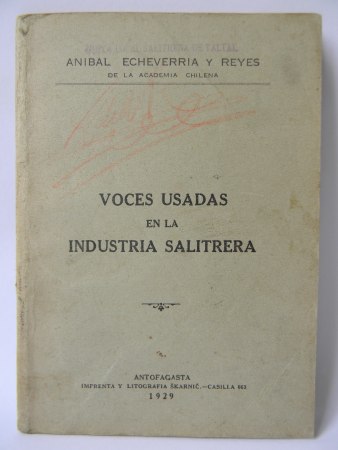 ANIBAL ECHEVERRIA Y REYES
DE LA ACADEMIA CHILENA
VOCES USADAS
EN LA
INDUSTRIA SALITRERA
ANTOFAGASTA
IMPRENTA Y LITOGRAFIA ŠKARNIČ.—CASILLA 663
1929